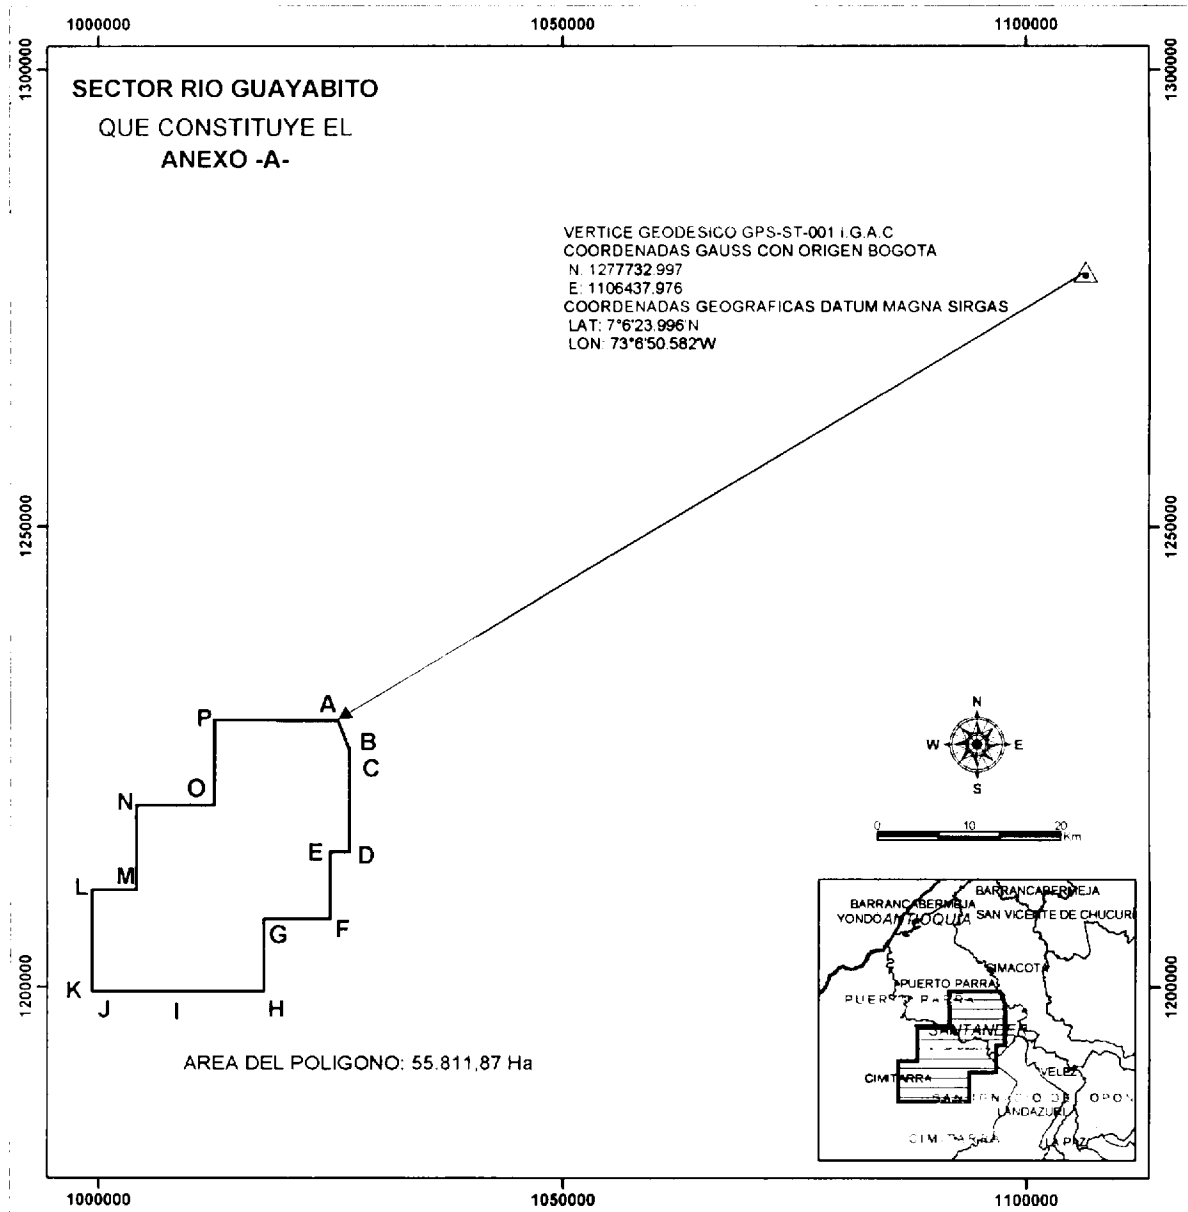 1000000
1050000
1100000
1300000
1300000
SECTOR RIO GUAYABITO
QUE CONSTITUYE EL
ANEXO -A-
VERTICE GEODESICO GPS-ST-001 I.G.A.C
COORDENADAS GAUSS CON ORIGEN BOGOTA
N: 1277732.997
E: 1106437.976
COORDENADAS GEOGRAFICAS DATUM MAGNA SIRGAS
LAT: 7°6'23.996"N
LON: 73°6'50.582"W
1250000
1250000
A
P
B
C
O
N
E
D
M
L
F
G
K
J
I
H
N
W
E
S
0
10
20
Km
1200000
1200000
AREA DEL POLIGONO: 55.811,87 Ha
BARRANCABERMEJA
BARRANCABERMEJA
YONDO
ANTIOQUIA
SAN VICENTE DE CHUCURI
SIMACOTA
PUERTO PARRA
PUERTO PARRA
SANTANDER
CIMITARRA
VELEZ
LANDAZURI
CIMITARRA
LA PAZ
1000000
1050000
1100000